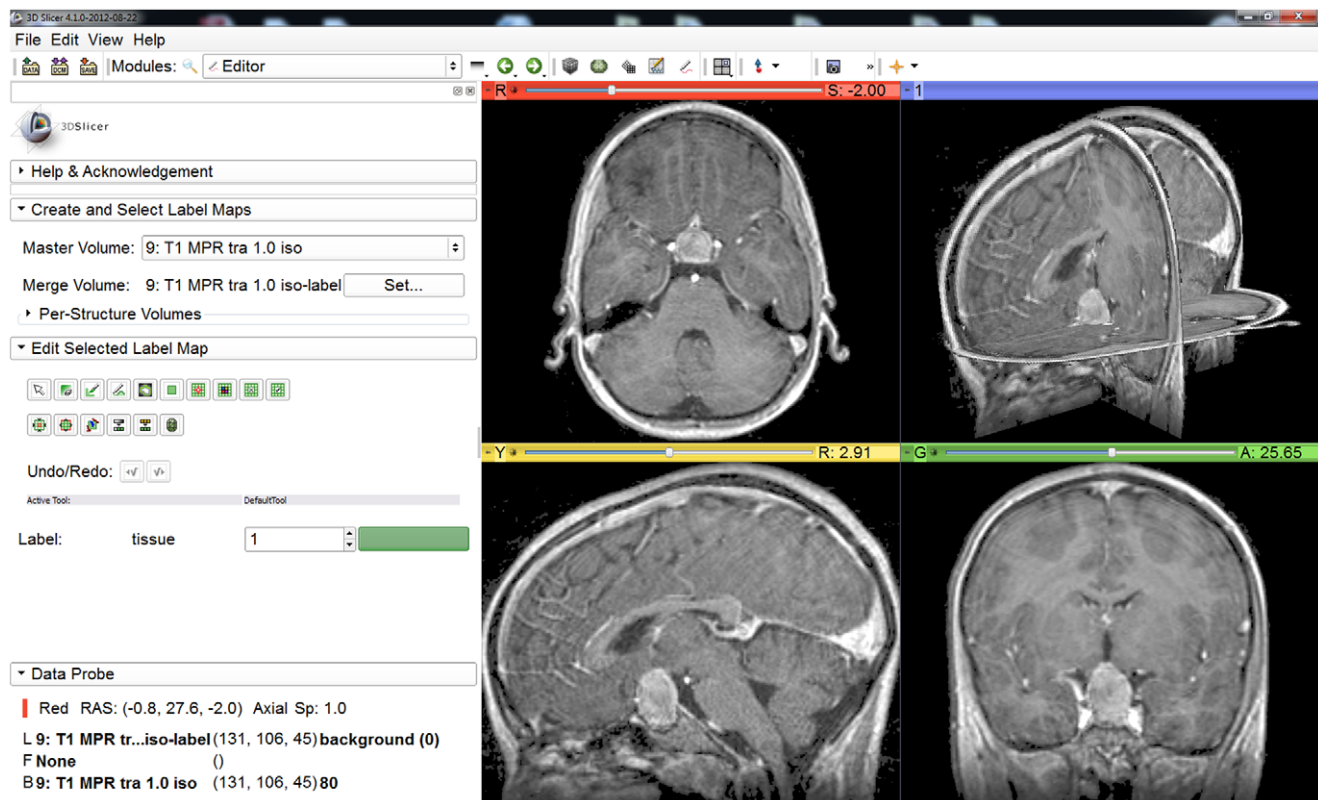 3D Slicer 4.1.0-2012-08-22
File Edit View Help
DATA DCM SAVE Modules: Editor »
R S: -2.00
1
3DSlicer
Help & Acknowledgement
Create and Select Label Maps
Master Volume: 9: T1 MPR tra 1.0 iso
Merge Volume: 9: T1 MPR tra 1.0 iso-label Set...
Per-Structure Volumes
Edit Selected Label Map
Y R: 2.91
G A: 25.65
Undo/Redo:
Active Tool: DefaultTool
Label: tissue 1
Data Probe
Red RAS: (-0.8, 27.6, -2.0) Axial Sp: 1.0
L 9: T1 MPR tr...iso-label (131, 106, 45) background (0)
F None ()
B 9: T1 MPR tra 1.0 iso (131, 106, 45) 80